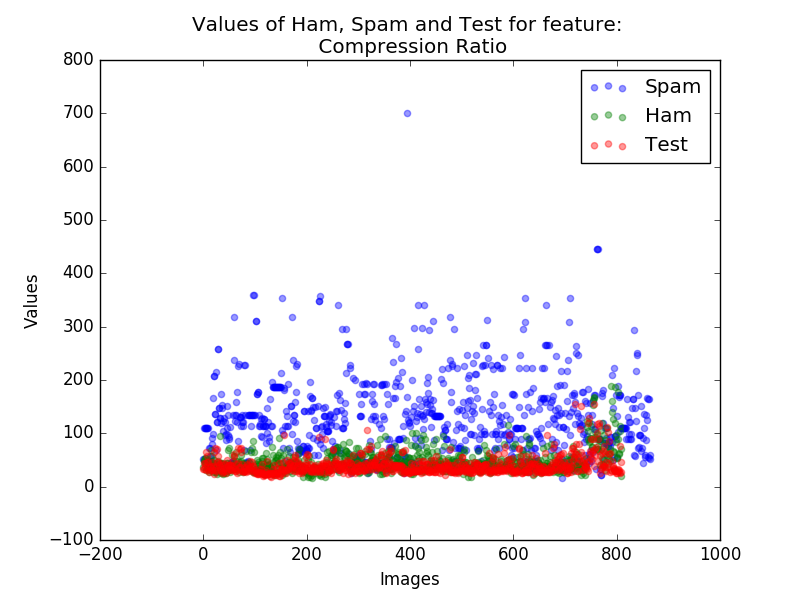 Values of Ham, Spam and Test for feature:
Compression Ratio
800
700
600
500
400
300
200
100
0
−100
−200
0
200
400
600
800
1000
Values
Images
Spam
Ham
Test